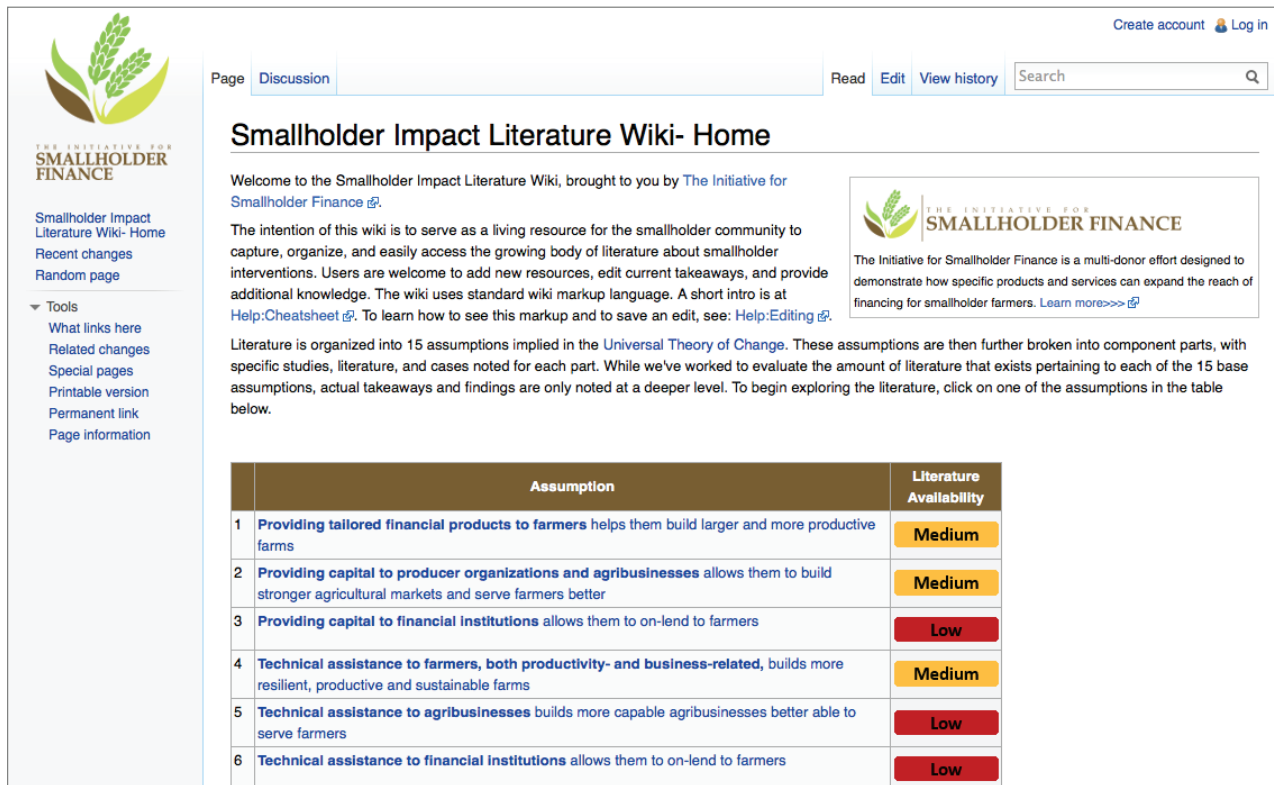 Create account Log in
Page Discussion Read Edit View history Search
THE INITIATIVE FOR
SMALLHOLDER
FINANCE
Smallholder Impact
Literature Wiki- Home
Recent changes
Random page
Tools
What links here
Related changes
Special pages
Printable version
Permanent link
Page information
Smallholder Impact Literature Wiki- Home
Welcome to the Smallholder Impact Literature Wiki, brought to you by The Initiative for
Smallholder Finance.
The intention of this wiki is to serve as a living resource for the smallholder community to
capture, organize, and easily access the growing body of literature about smallholder
interventions. Users are welcome to add new resources, edit current takeaways, and provide
additional knowledge. The wiki uses standard wiki markup language. A short intro is at
Help:Cheatsheet. To learn how to see this markup and to save an edit, see: Help:Editing.
THE INITIATIVE FOR
SMALLHOLDER FINANCE
The Initiative for Smallholder Finance is a multi-donor effort designed to
demonstrate how specific products and services can expand the reach of
financing for smallholder farmers. Learn more>>>
Literature is organized into 15 assumptions implied in the Universal Theory of Change. These assumptions are then further broken into component parts, with
specific studies, literature, and cases noted for each part. While we've worked to evaluate the amount of literature that exists pertaining to each of the 15 base
assumptions, actual takeaways and findings are only noted at a deeper level. To begin exploring the literature, click on one of the assumptions in the table
below.
Assumption
Literature
Availability
1 Providing tailored financial products to farmers helps them build larger and more productive
farms
Medium
2 Providing capital to producer organizations and agribusinesses allows them to build
stronger agricultural markets and serve farmers better
Medium
3 Providing capital to financial institutions allows them to on-lend to farmers
Low
4 Technical assistance to farmers, both productivity- and business-related, builds more
resilient, productive and sustainable farms
Medium
5 Technical assistance to agribusinesses builds more capable agribusinesses better able to
serve farmers
Low
6 Technical assistance to financial institutions allows them to on-lend to farmers
Low